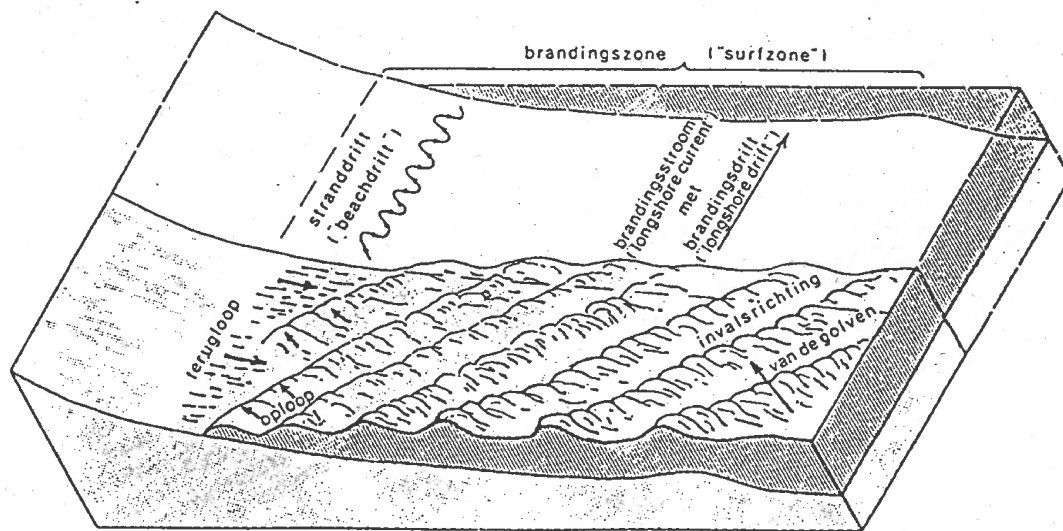 brandingszone ("surfzone")
stranddrift
("beachdrift")
brandingsstroom
(longshore current)
met
brandingsdrift
("longshore drift")
terugloop
oploop
invalsrichting
van de golven